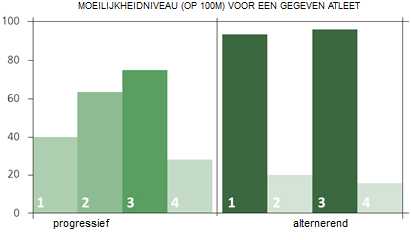 MOEILIJKHEIDNIVEAU (OP 100M) VOOR EEN GEGEVEN ATLEET
100
80
60
40
20
0
1 2 3 4 1 2 3 4
progressief alternerend